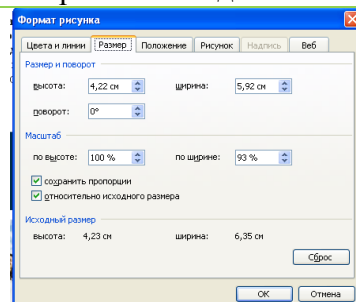 Формат рисунка
Цвета и линии Размер Положение Рисунок Надпись Веб
Размер и поворот
высота: 4,22 см ширина: 5,92 см
поворот: 0°
Масштаб
по высоте: 100 % по ширине: 93 %
сохранить пропорции
относительно исходного размера
Исходный размер
высота: 4,23 см ширина: 6,35 см
Сброс
ОК Отмена